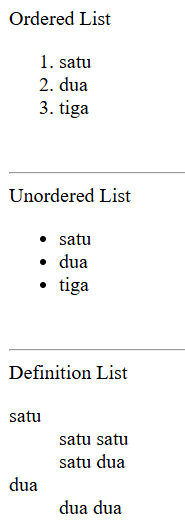 Ordered List
1. satu
2. dua
3. tiga
Unordered List
• satu
• dua
• tiga
Definition List
satu
satu satu
satu dua
dua
dua dua